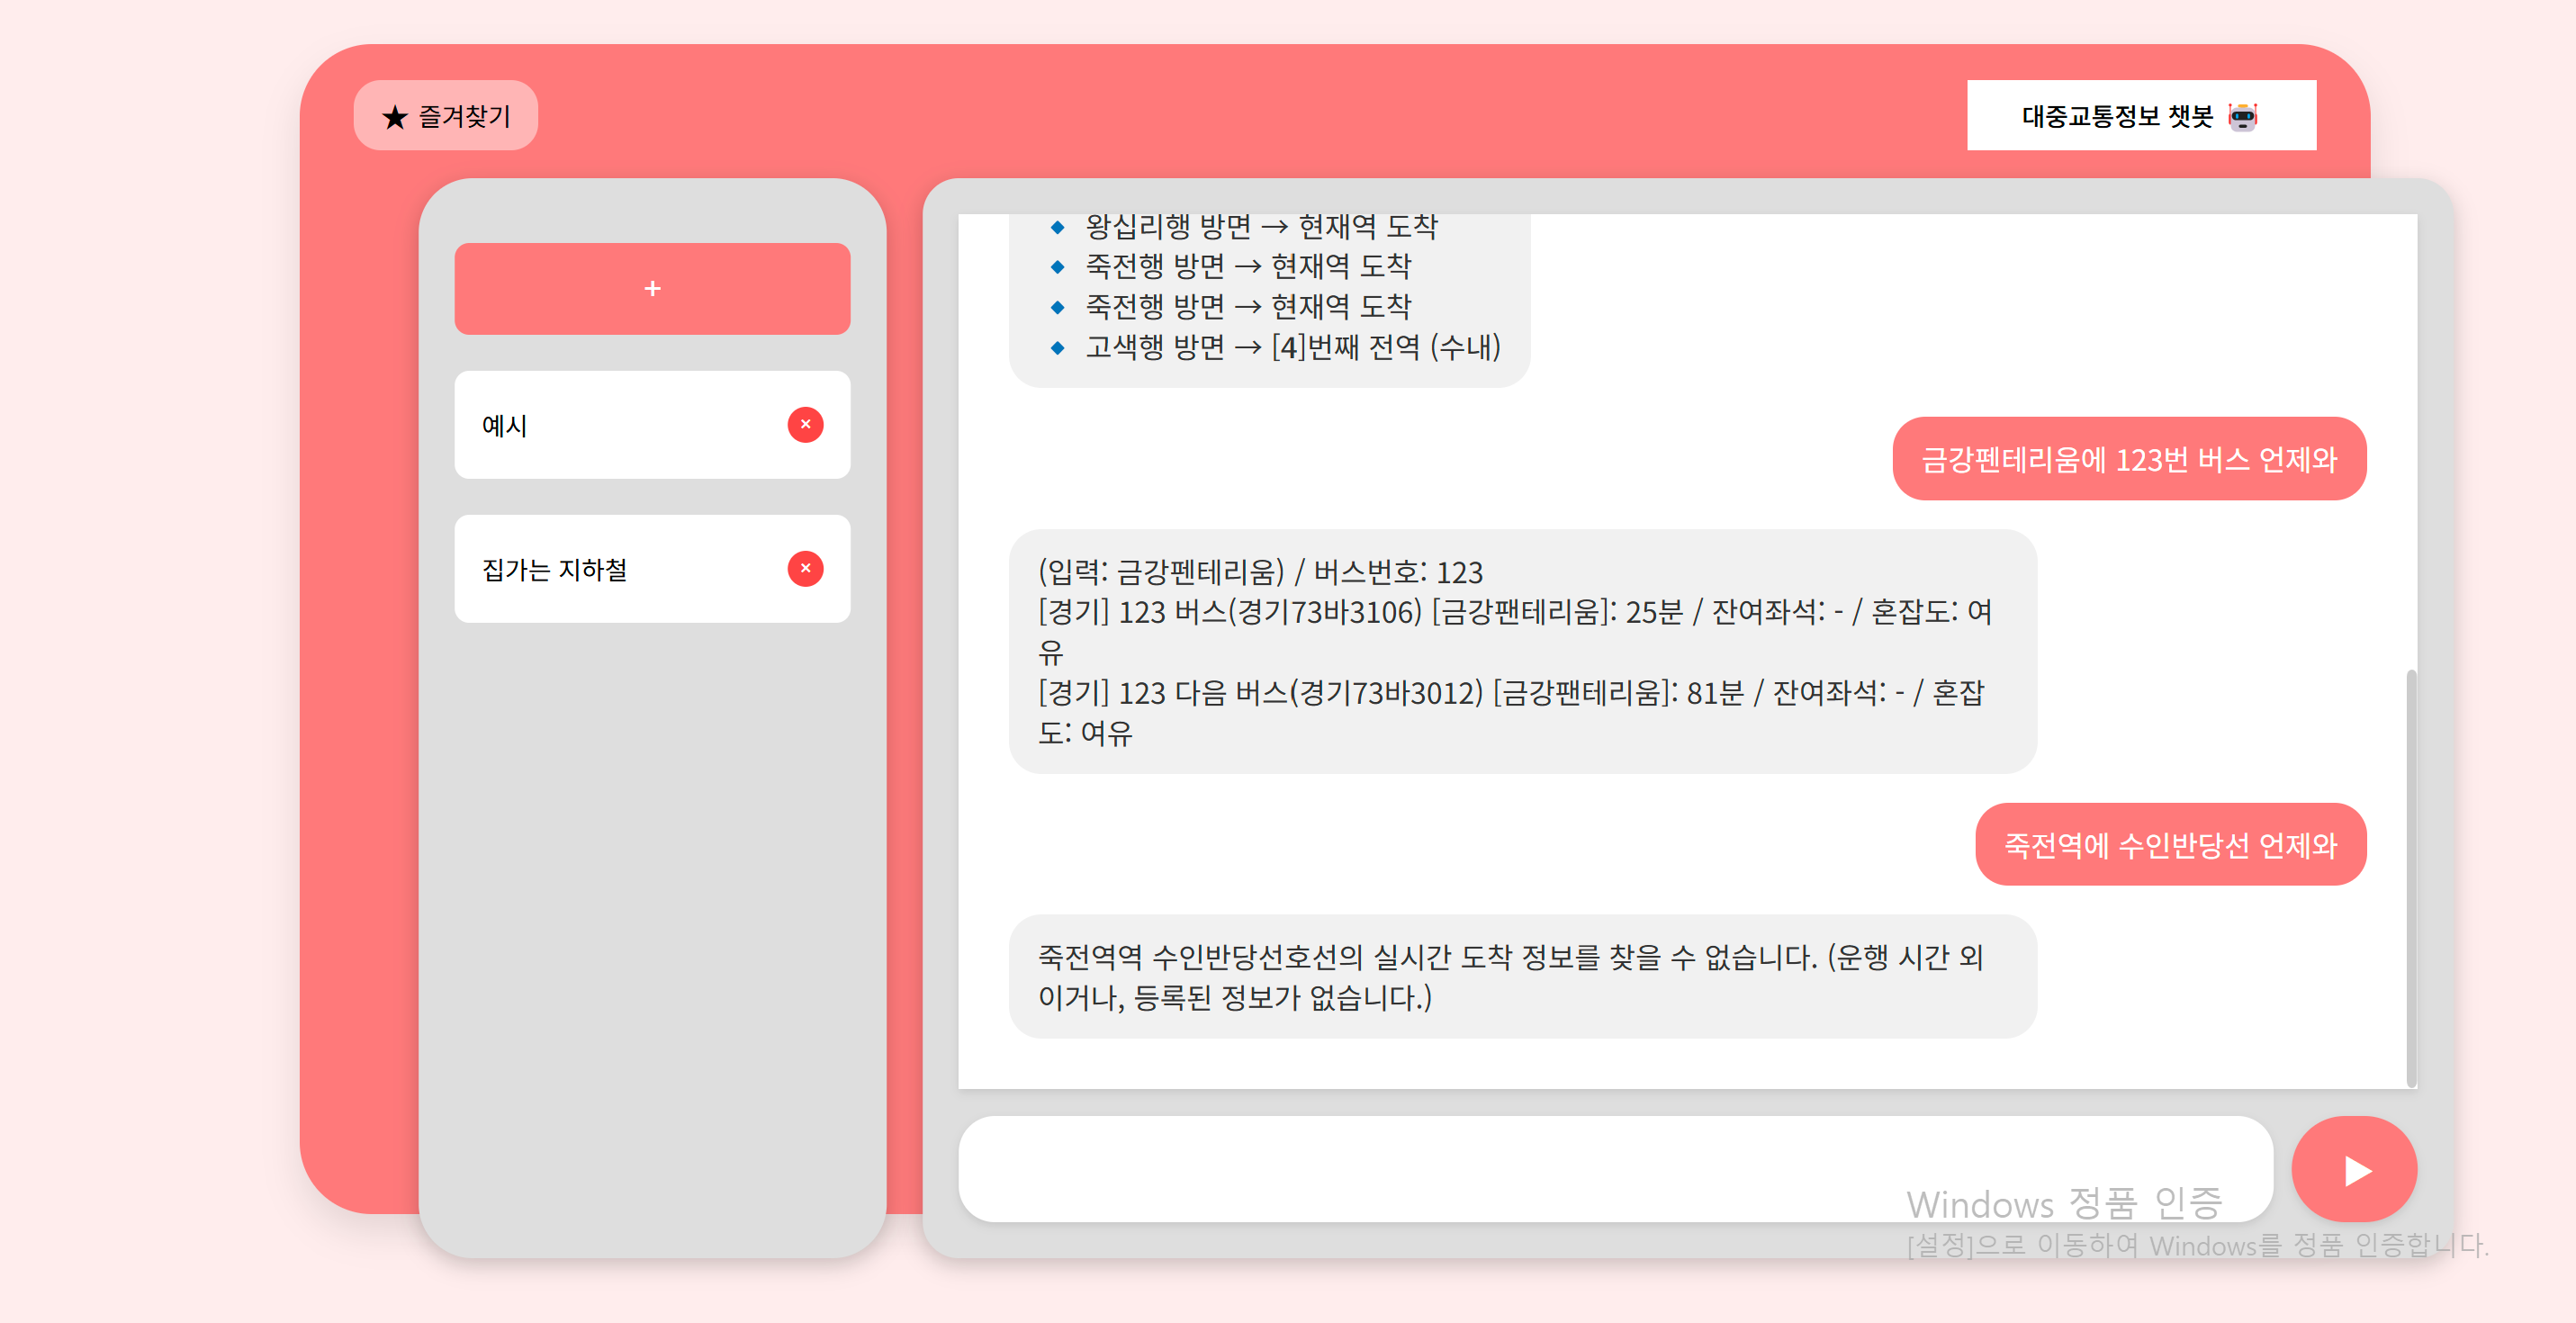 ★ 즐겨찾기
대중교통정보 챗봇
+
예시
×
집가는 지하철
×
왕십리행 방면 → 현재역 도착
죽전행 방면 → 현재역 도착
죽전행 방면 → 현재역 도착
고색행 방면 → [4]번째 전역 (수내)
금강펜테리움에 123번 버스 언제와
(입력: 금강펜테리움) / 버스번호: 123
[경기] 123 버스(경기73바3106) [금강팬테리움]: 25분 / 잔여좌석: - / 혼잡도: 여
유
[경기] 123 다음 버스(경기73바3012) [금강팬테리움]: 81분 / 잔여좌석: - / 혼잡
도: 여유
죽전역에 수인반당선 언제와
죽전역역 수인반당선호선의 실시간 도착 정보를 찾을 수 없습니다. (운행 시간 외
이거나, 등록된 정보가 없습니다.)
Windows 정품 인증
[설정]으로 이동하여 Windows를 정품 인증합니다.